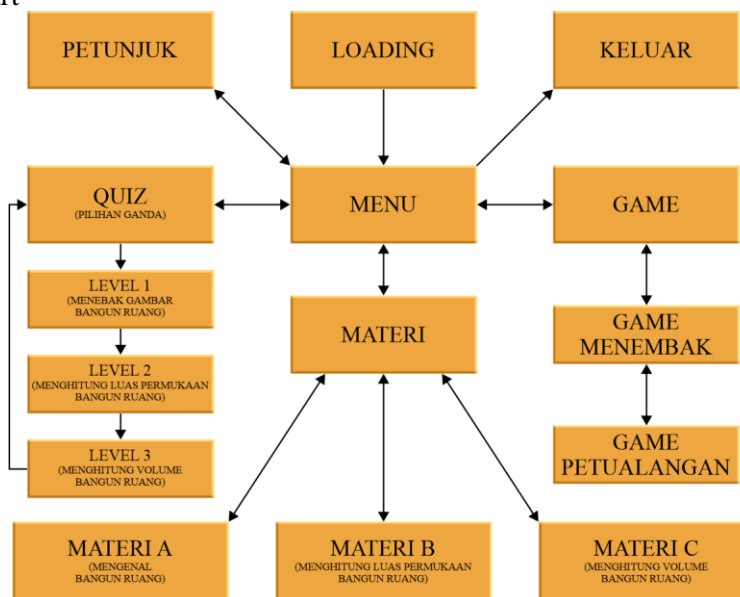 PETUNJUK
LOADING
KELUAR
QUIZ
(PILIHAN GANDA)
MENU
GAME
LEVEL 1
(MENEBAK GAMBAR
BANGUN RUANG)
MATERI
GAME
MENEMBAK
LEVEL 2
(MENGHITUNG LUAS PERMUKAAN
BANGUN RUANG)
LEVEL 3
(MENGHITUNG VOLUME
BANGUN RUANG)
GAME
PETUALANGAN
MATERI A
(MENGENAL
BANGUN RUANG)
MATERI B
(MENGHITUNG LUAS PERMUKAAN
BANGUN RUANG)
MATERI C
(MENGHITUNG VOLUME
BANGUN RUANG)